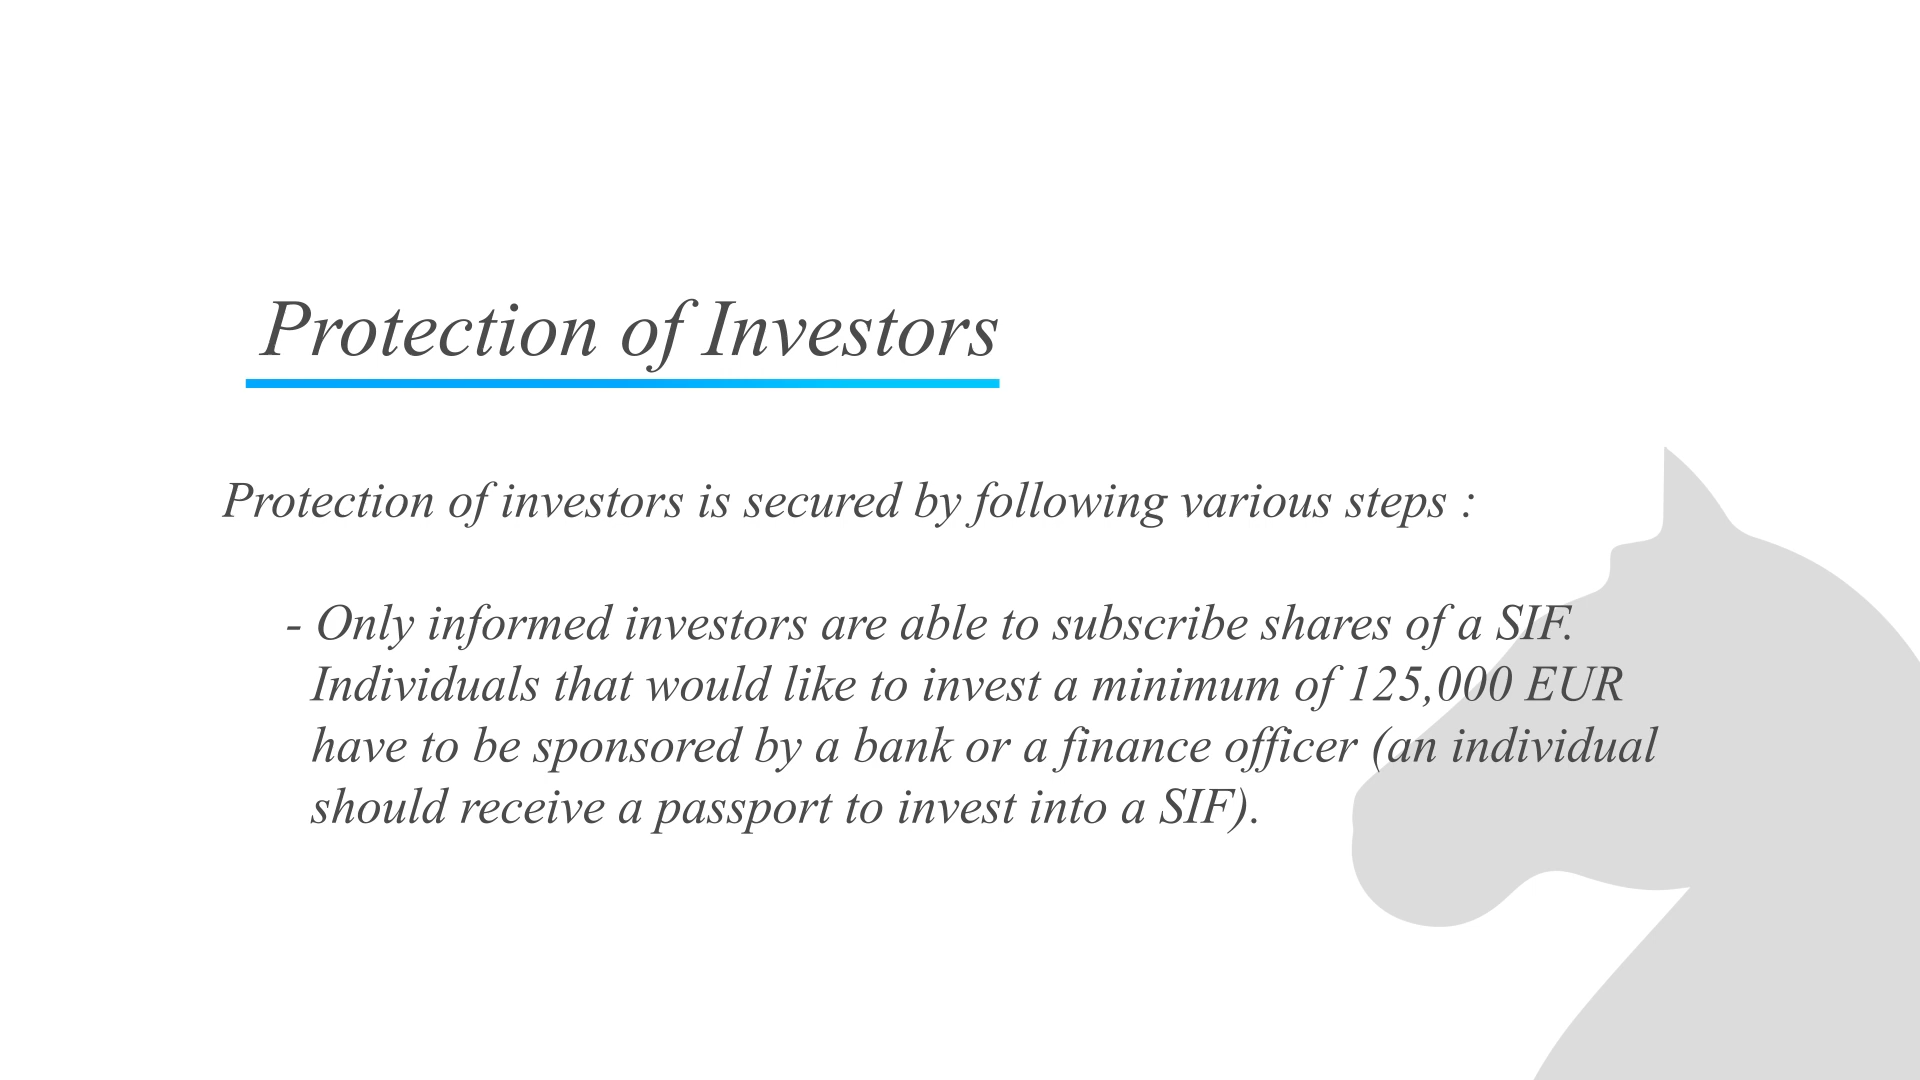 Protection of Investors
Protection of investors is secured by following various steps :
- Only informed investors are able to subscribe shares of a SIF.
Individuals that would like to invest a minimum of 125,000 EUR
have to be sponsored by a bank or a finance officer (an individual
should receive a passport to invest into a SIF).